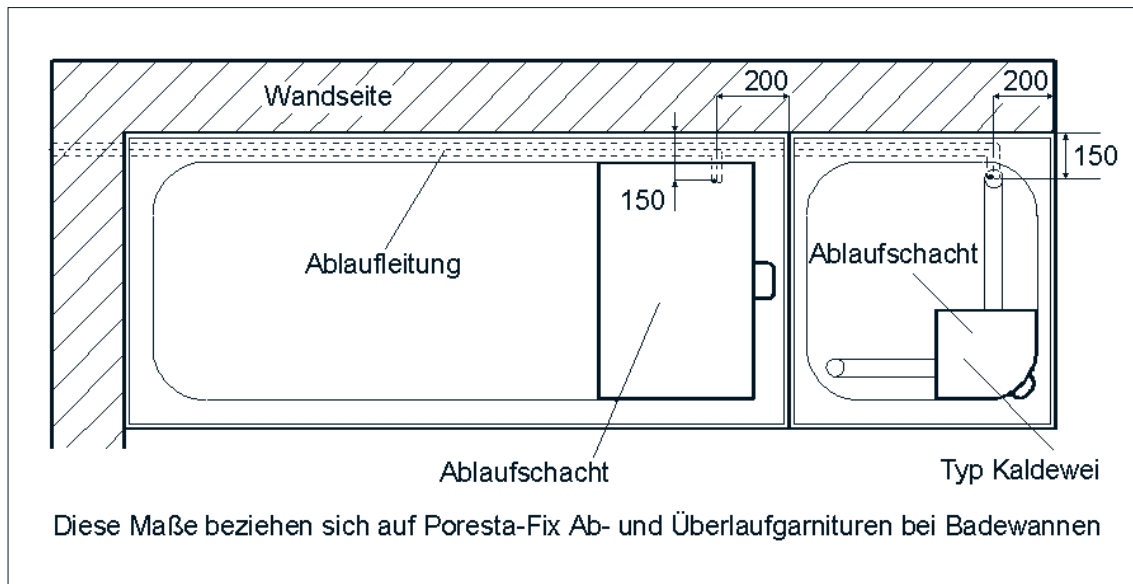 200
200
Wandseite
150
150
Ablaufleitung
Ablaufschacht
Ablaufschacht
Typ Kaldewei
Diese Maße beziehen sich auf Poresta-Fix Ab- und Überlaufgarnituren bei Badewannen